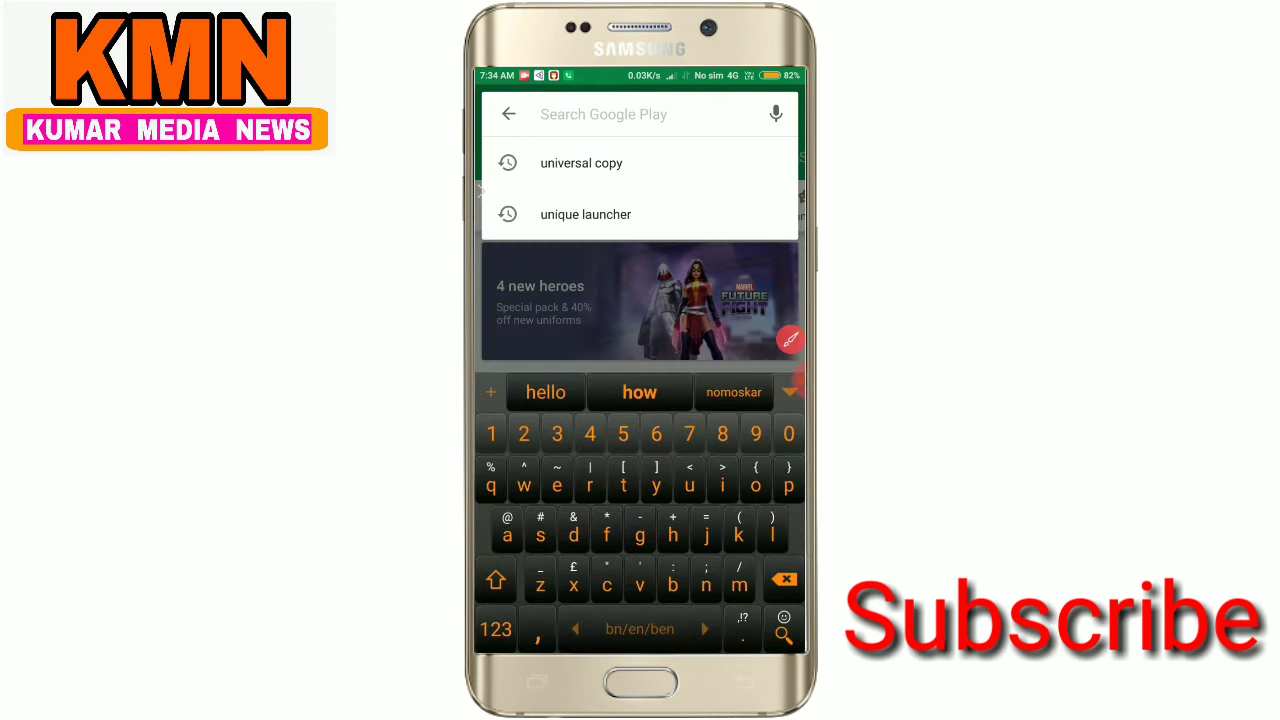 KMN
KUMAR MEDIA NEWS
SAMSUNG
7:34 AM 0.03K/s No sim 4G VoLTE 82%
Search Google Play
universal copy
unique launcher
4 new heroes
Special pack & 40%
off new uniforms
MARVEL
FUTURE
FIGHT
+ hello how nomoskar
1 2 3 4 5 6 7 8 9 0
% ^ ~ | [ ] < > { }
q w e r t y u i o p
@ # & * - + = ( )
a s d f g h j k l
_ £ " ' : ; /
z x c v b n m
123 , bn/en/ben ,!? .
Subscribe